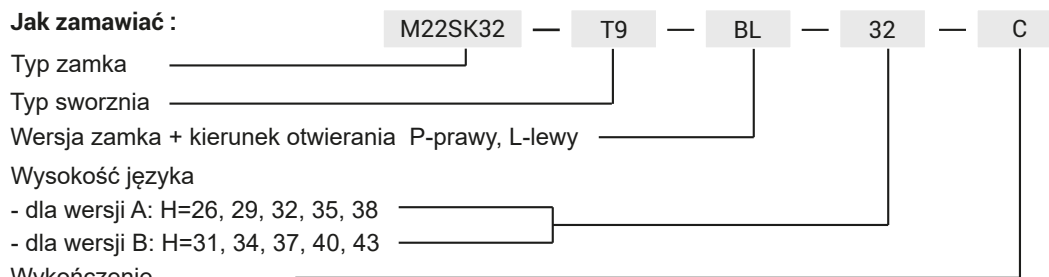 Jak zamawiać :
M22SK32 — T9 — BL — 32 — C
Typ zamka
Typ sworznia
Wersja zamka + kierunek otwierania P-prawy, L-lewy
Wysokość języka
- dla wersji A: H=26, 29, 32, 35, 38
- dla wersji B: H=31, 34, 37, 40, 43
Wykończenie